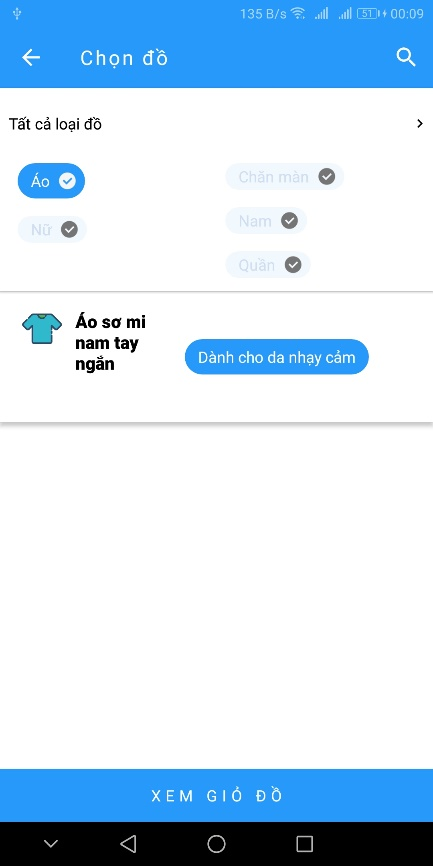 135 B/s 51 00:09
Chọn đồ
Tất cả loại đồ
Áo
Chăn màn
Nữ
Nam
Quần
Áo sơ mi
nam tay
ngắn
Dành cho da nhạy cảm
XEM GIỎ ĐỒ